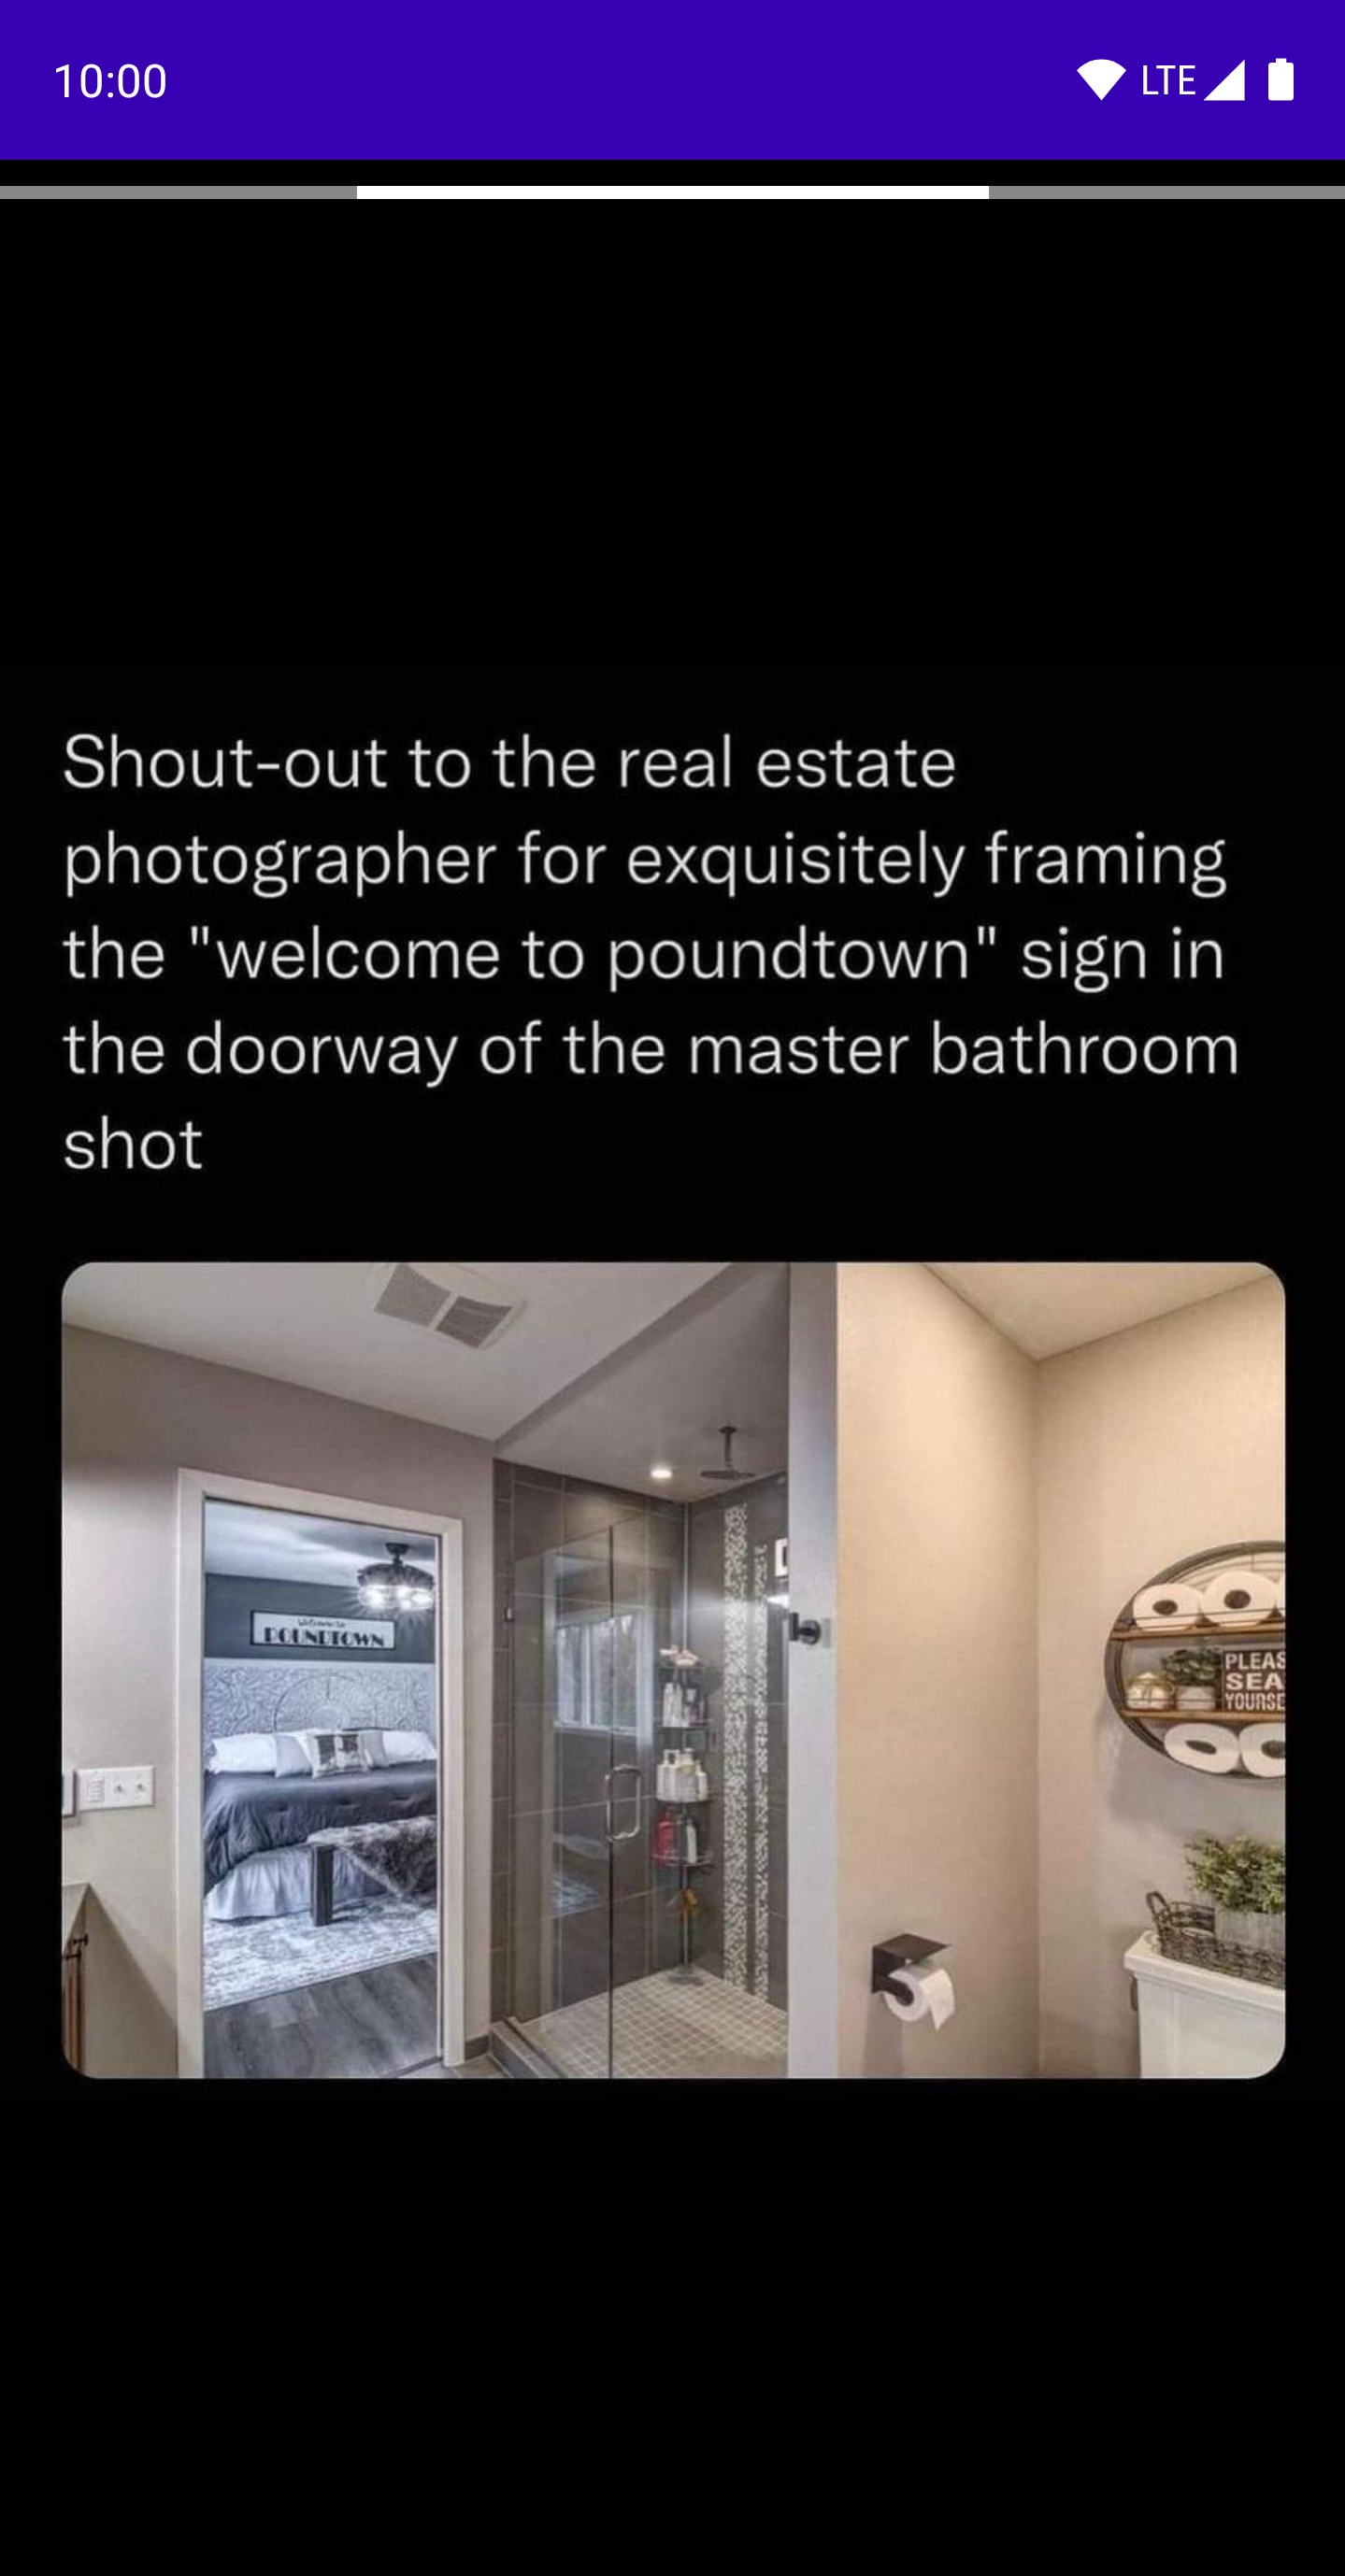 10:00 LTE
Shout-out to the real estate
photographer for exquisitely framing
the "welcome to poundtown" sign in
the doorway of the master bathroom
shot
Welcome to
POUNDTOWN
PLEAS
SEA
YOURSE